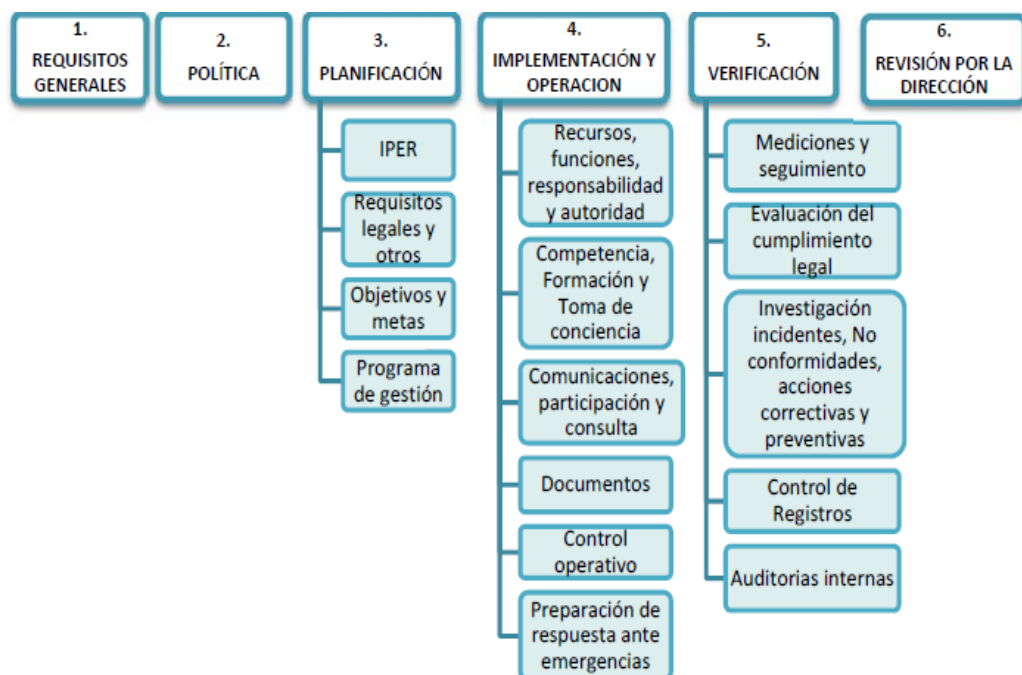 1.
REQUISITOS
GENERALES
2.
POLÍTICA
3.
PLANIFICACIÓN
IPER
Requisitos
legales y
otros
Objetivos y
metas
Programa
de gestión
4.
IMPLEMENTACIÓN Y
OPERACION
Recursos,
funciones,
responsabilidad
y autoridad
Competencia,
Formación y
Toma de
conciencia
Comunicaciones,
participación y
consulta
Documentos
Control
operativo
Preparación de
respuesta ante
emergencias
5.
VERIFICACIÓN
Mediciones y
seguimiento
Evaluación del
cumplimiento
legal
Investigación
incidentes, No
conformidades,
acciones
correctivas y
preventivas
Control de
Registros
Auditorias internas
6.
REVISIÓN POR LA
DIRECCIÓN